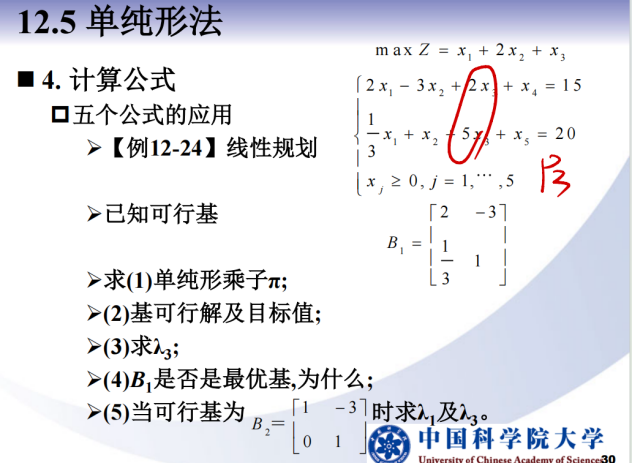 12.5 单纯形法
max Z = x₁ + 2x₂ + x₃
■ 4. 计算公式
2x₁ − 3x₂ + 2x₃ + x₄ = 15
五个公式的应用
1/3 x₁ + x₂ + 5x₃ + x₅ = 20
➢【例12-24】线性规划
xⱼ ≥ 0, j = 1,⋯,5
P3
➢已知可行基
B₁ = [2 −3; 1/3 1]
➢求(1)单纯形乘子π;
➢(2)基可行解及目标值;
➢(3)求λ₃;
➢(4)B₁是否是最优基,为什么;
➢(5)当可行基为 B₂= [1 −3; 0 1] 时求λ₁及λ₃。
中国科学院大学
University of Chinese Academy of Sciences30